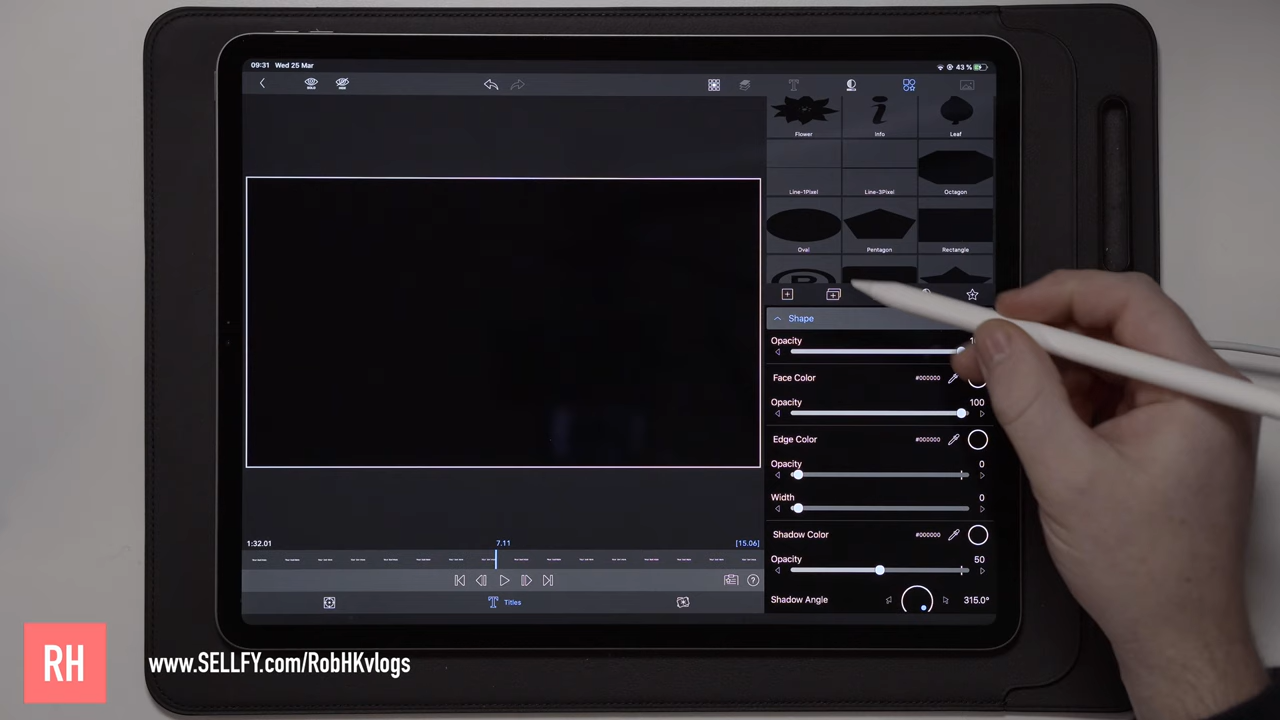 09:31 Wed 25 Mar
43 %
SOLO
HIDE
Flower
Info
Leaf
Line-1Pixel
Line-3Pixel
Octagon
Oval
Pentagon
Rectangle
Shape
Opacity
Face Color
#000000
Opacity
100
Edge Color
#000000
Opacity
0
Width
0
Shadow Color
#000000
Opacity
50
Shadow Angle
315.0°
1:32.01
7.11
[15.06]
Titles
RH
www.SELLFY.com/RobHKvlogs